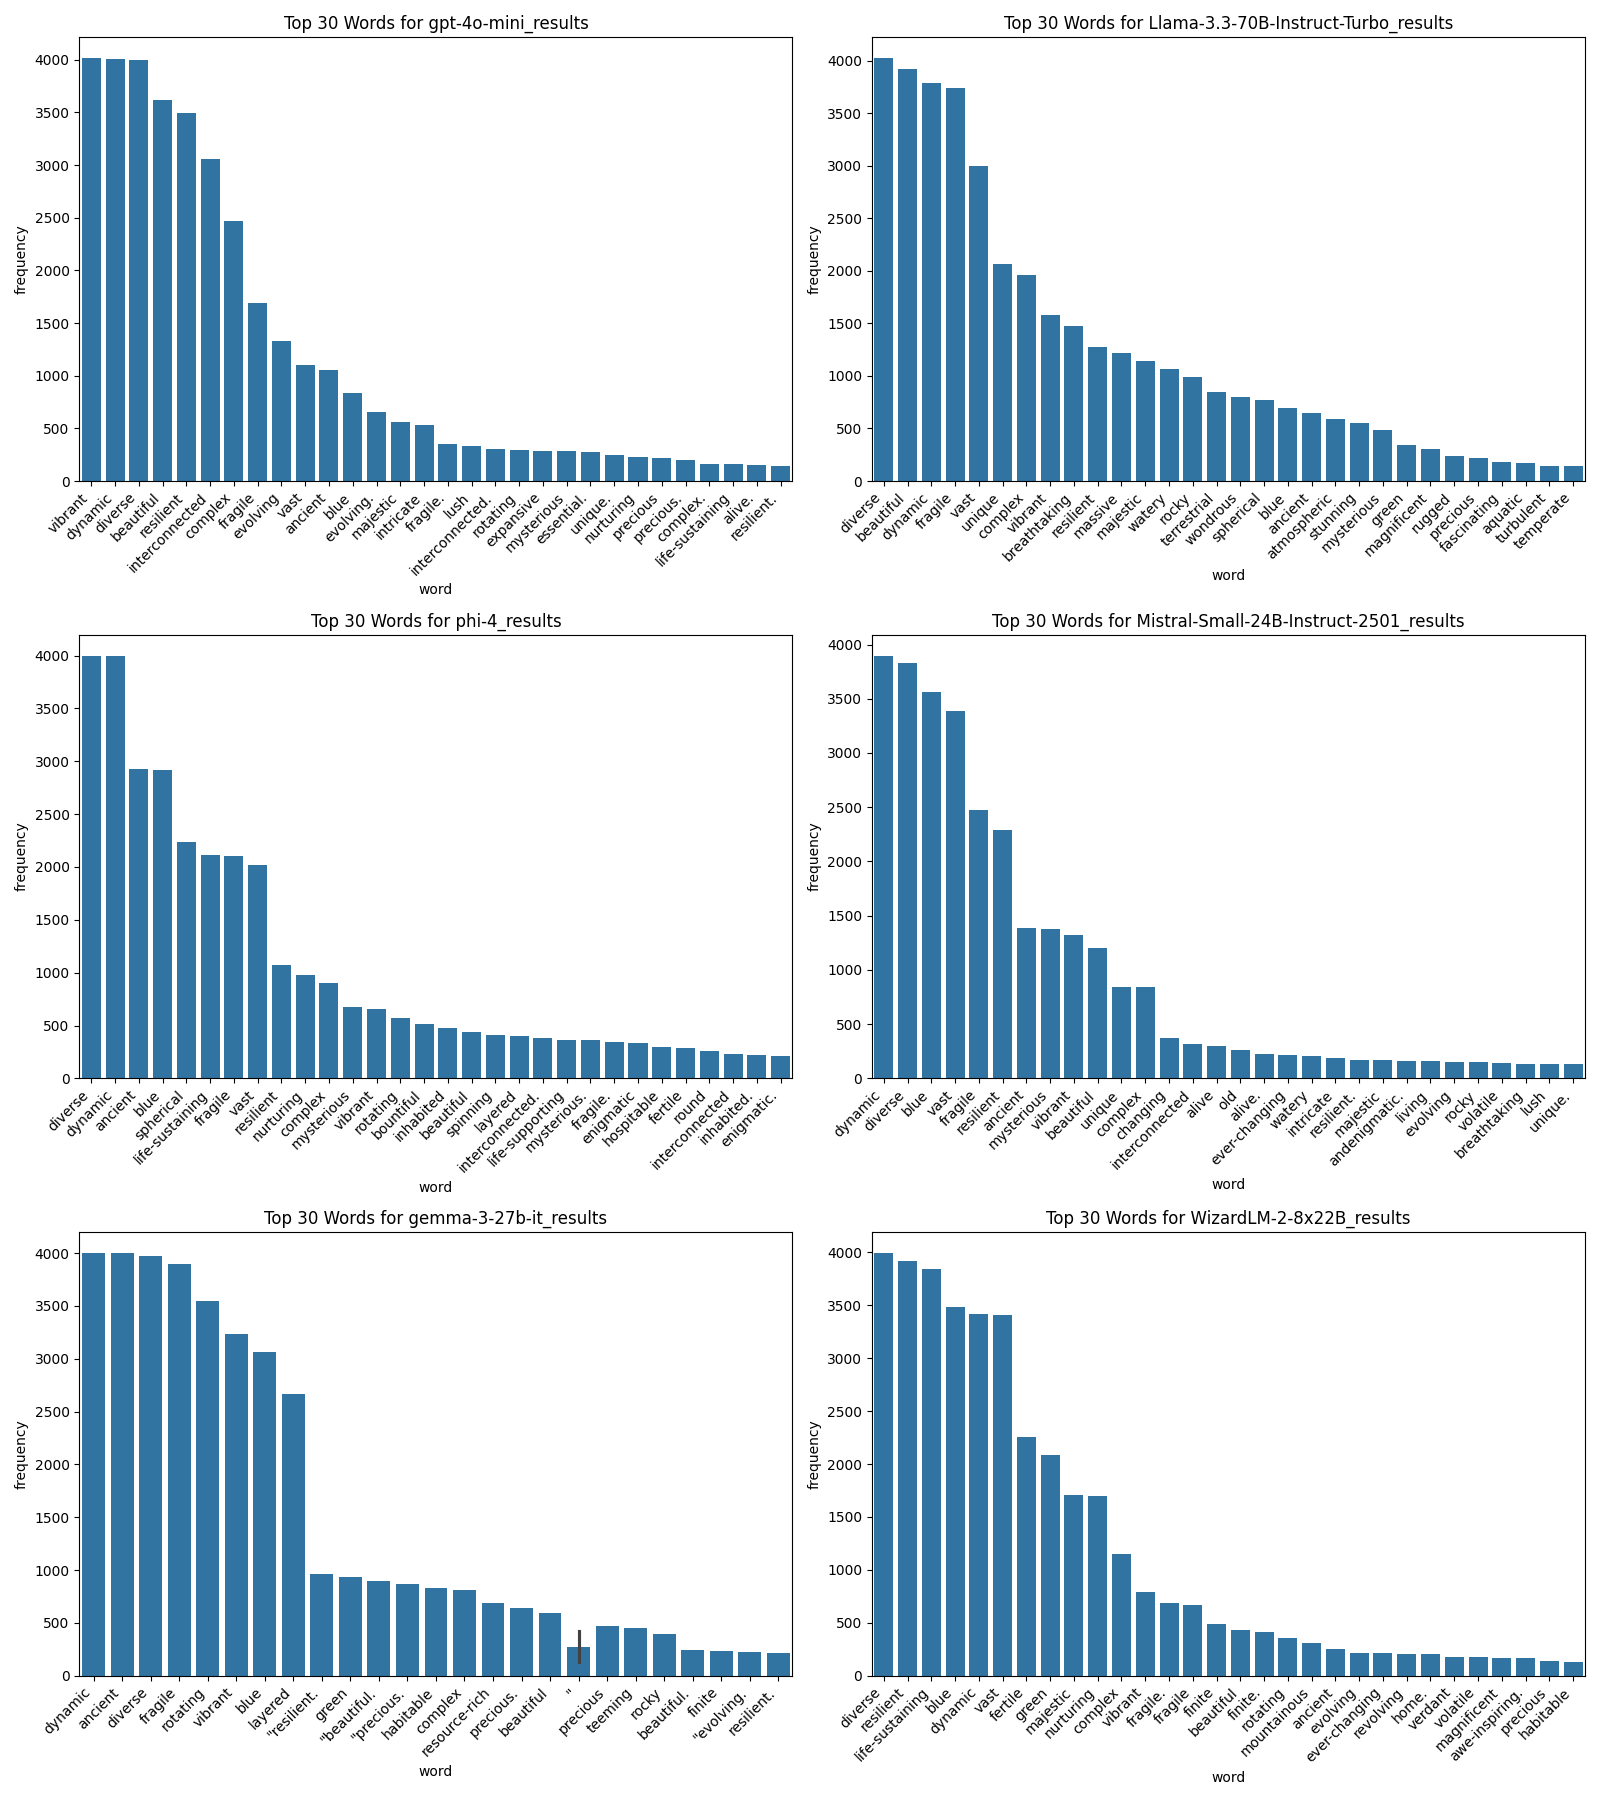 Top 30 Words for gpt-4o-mini_results
frequency
4000
3500
3000
2500
2000
1500
1000
500
0
vibrant
dynamic
diverse
beautiful
resilient
interconnected
complex
fragile
evolving
vast
ancient
blue
evolving.
majestic
intricate
fragile.
lush
interconnected.
rotating
expansive
mysterious
essential.
unique.
nurturing
precious
precious.
complex.
life-sustaining
alive.
resilient.
word
Top 30 Words for Llama-3.3-70B-Instruct-Turbo_results
frequency
4000
3500
3000
2500
2000
1500
1000
500
0
diverse
beautiful
dynamic
fragile
vast
unique
complex
vibrant
breathtaking
resilient
massive
majestic
watery
rocky
terrestrial
wondrous
spherical
blue
ancient
atmospheric
stunning
mysterious
green
magnificent
rugged
precious
fascinating
aquatic
turbulent
temperate
word
Top 30 Words for phi-4_results
frequency
4000
3500
3000
2500
2000
1500
1000
500
0
diverse
dynamic
ancient
blue
spherical
life-sustaining
fragile
vast
resilient
nurturing
complex
mysterious
vibrant
rotating
bountiful
inhabited
beautiful
spinning
layered
interconnected.
life-supporting
mysterious.
fragile.
enigmatic
hospitable
fertile
round
interconnected
inhabited.
enigmatic.
word
Top 30 Words for Mistral-Small-24B-Instruct-2501_results
frequency
4000
3500
3000
2500
2000
1500
1000
500
0
dynamic
diverse
blue
vast
fragile
resilient
ancient
mysterious
vibrant
beautiful
unique
complex
changing
interconnected
alive
old
alive.
ever-changing
watery
intricate
resilient.
majestic
andenigmatic.
living
evolving
rocky
volatile
breathtaking
lush
unique.
word
Top 30 Words for gemma-3-27b-it_results
frequency
4000
3500
3000
2500
2000
1500
1000
500
0
dynamic
ancient
diverse
fragile
rotating
vibrant
blue
layered
"resilient.
green
"beautiful.
"precious.
habitable
complex
resource-rich
precious.
beautiful
"
precious
teeming
rocky
beautiful.
finite
"evolving.
resilient.
word
Top 30 Words for WizardLM-2-8x22B_results
frequency
4000
3500
3000
2500
2000
1500
1000
500
0
diverse
resilient
life-sustaining
blue
dynamic
vast
fertile
green
majestic
nurturing
complex
vibrant
fragile.
fragile
finite
beautiful
finite.
rotating
mountainous
ancient
evolving
ever-changing
revolving
home.
verdant
volatile
magnificent
awe-inspiring.
precious
habitable
word